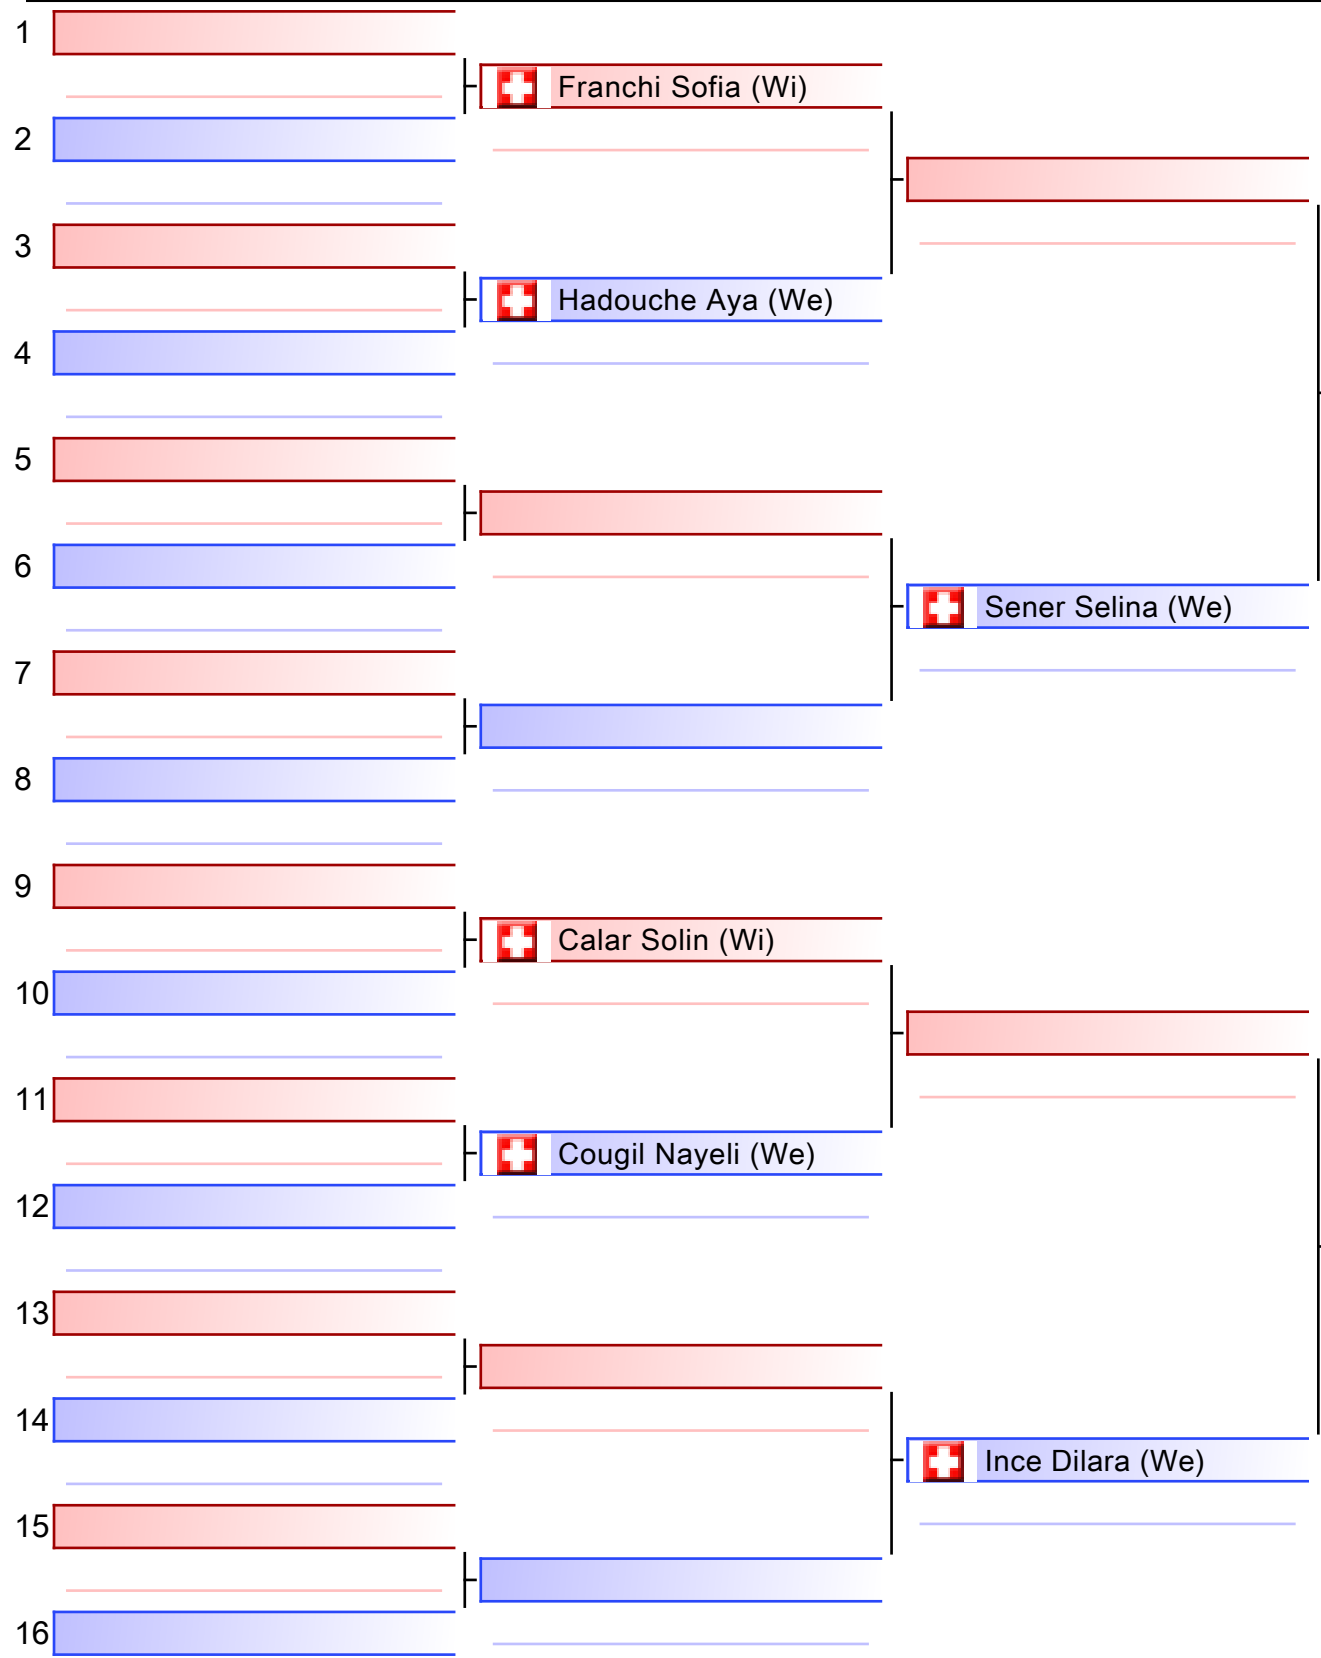 1
Franchi Sofia (Wi)
2
3
Hadouche Aya (We)
4
5
6
Sener Selina (We)
7
8
9
Calar Solin (Wi)
10
11
Cougil Nayeli (We)
12
13
14
Ince Dilara (We)
15
16